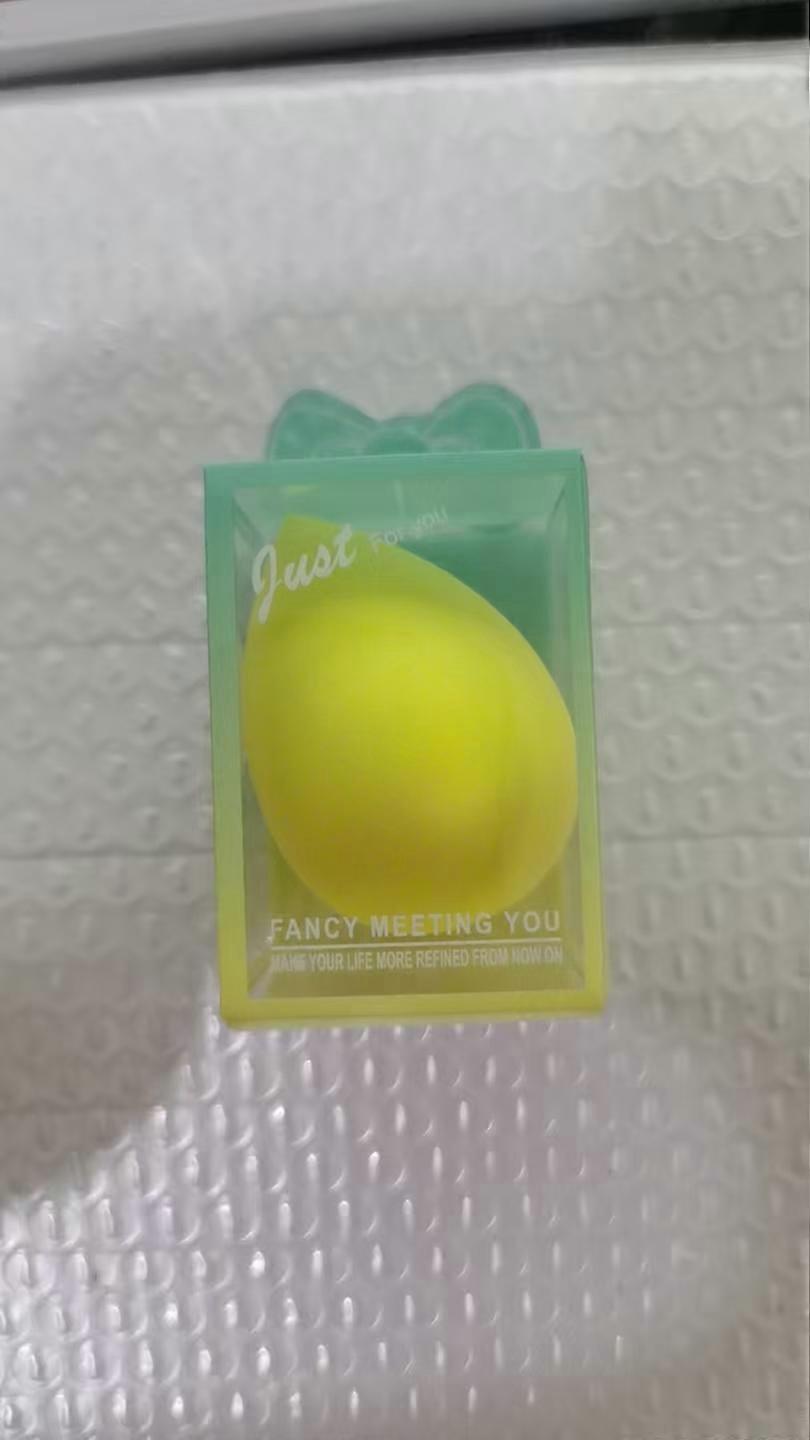 Just For you
FANCY MEETING YOU
MAKE YOUR LIFE MORE REFINED FROM NOW ON